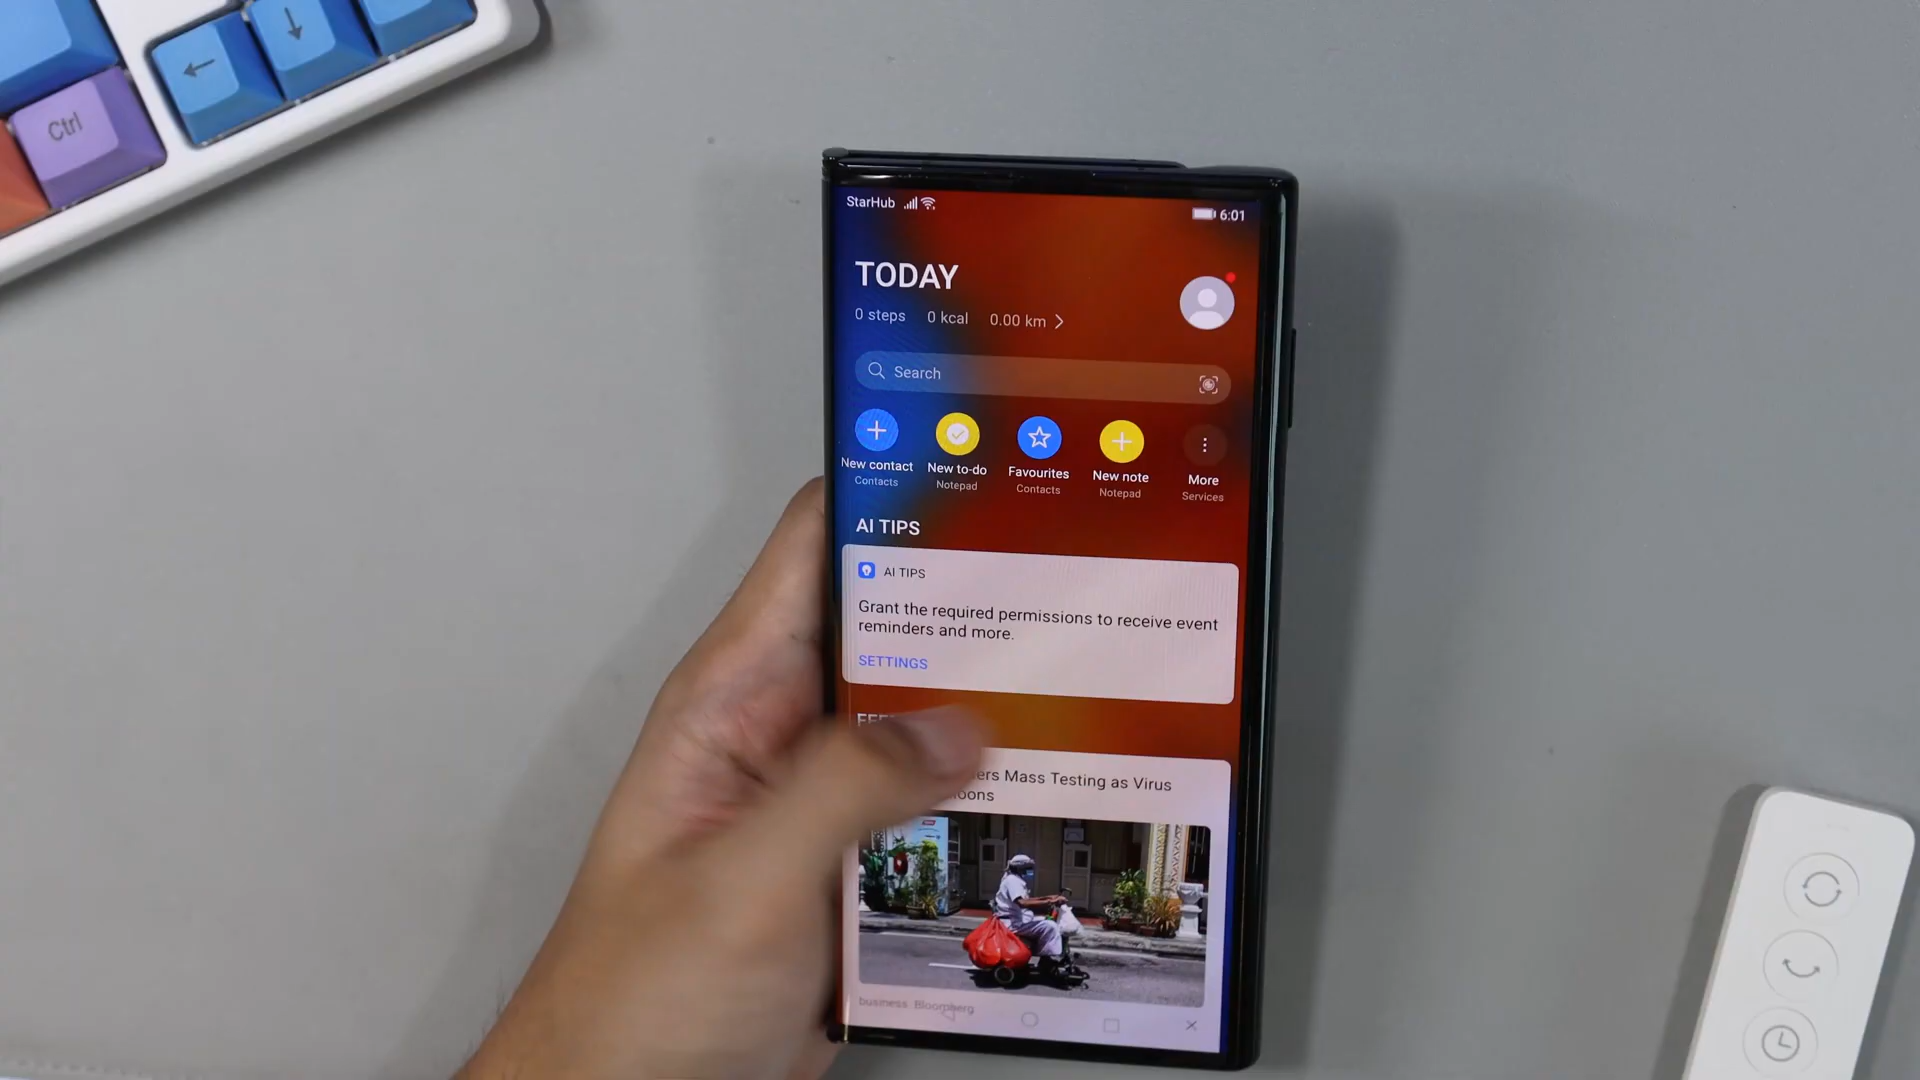 Ctrl
StarHub
6:01
TODAY
0 steps 0 kcal 0.00 km
Search
New contact
Contacts
New to-do
Notepad
Favourites
Contacts
New note
Notepad
More
Services
AI TIPS
AI TIPS
Grant the required permissions to receive event
reminders and more.
SETTINGS
Mass Testing as Virus
business Bloomberg